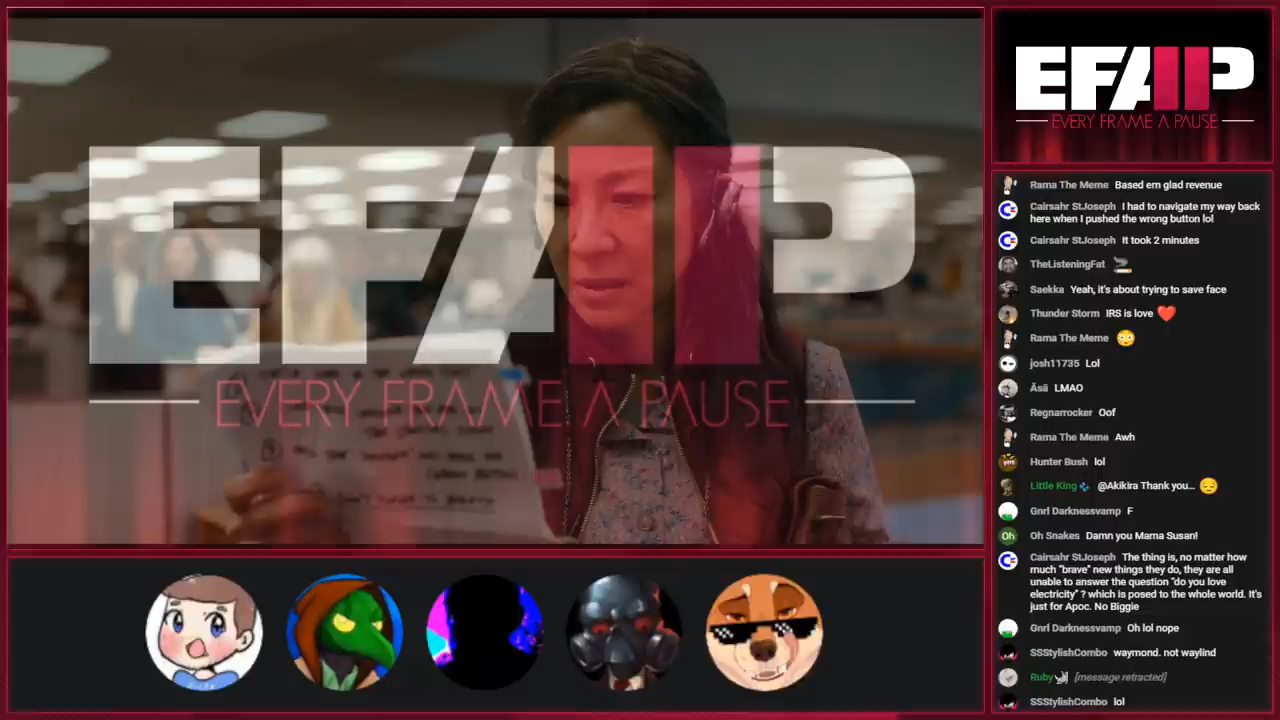 EFAP
EVERY FRAME A PAUSE
EFAP
EVERY FRAME A PAUSE
Rama The Meme Based em glad revenue
Cairsahr StJoseph I had to navigate my way back
here when I pushed the wrong button lol
Cairsahr StJoseph It took 2 minutes
TheListeningFat
Saekka Yeah, it's about trying to save face
Thunder Storm IRS is love ❤️
Rama The Meme 😳
josh11735 Lol
Äsä LMAO
Regnarrocker Oof
Rama The Meme Awh
Hunter Bush lol
Little King @Akikira Thank you... 😔
Gnrl Darknessvamp F
Oh
Oh Snakes Damn you Mama Susan!
Cairsahr StJoseph The thing is, no matter how
much "brave" new things they do, they are all
unable to answer the question "do you love
electricity" ? which is posed to the whole world. It's
just for Apoc. No Biggie
Gnrl Darknessvamp Oh lol nope
SSStylishCombo waymond. not waylind
Ruby [message retracted]
SSStylishCombo lol